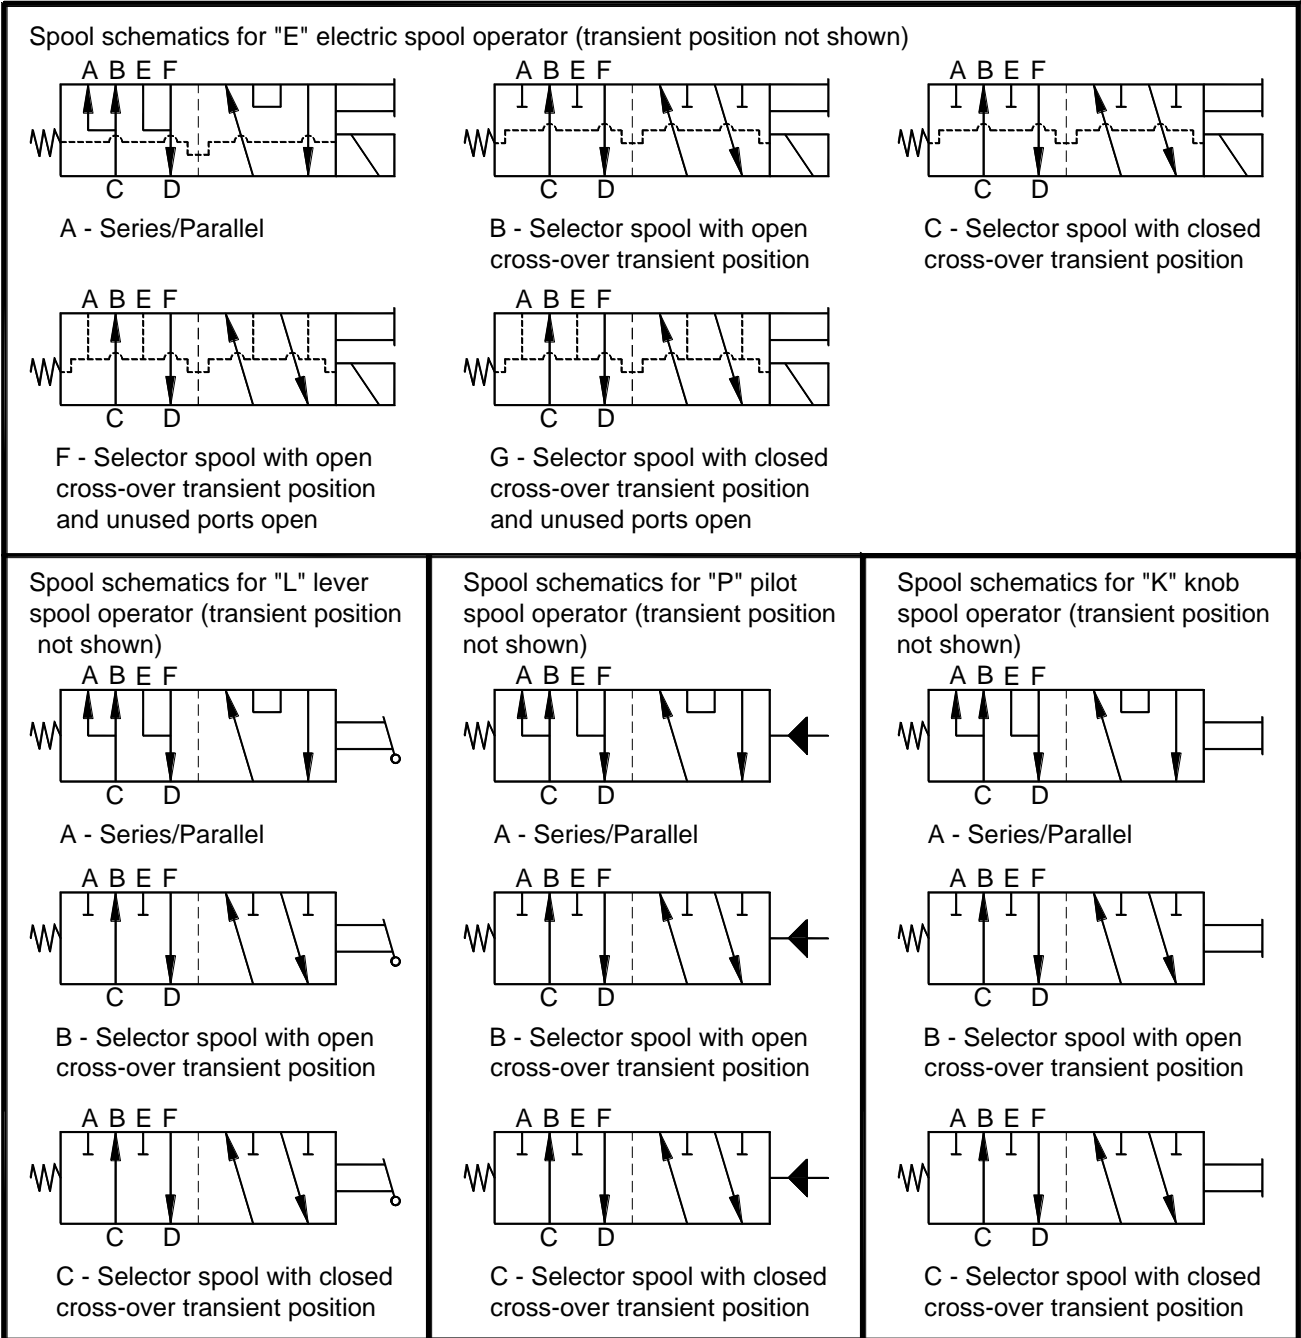 Spool schematics for "E" electric spool operator (transient position not shown)
A B E F
C D
A - Series/Parallel
A B E F
C D
B - Selector spool with open
cross-over transient position
A B E F
C D
C - Selector spool with closed
cross-over transient position
A B E F
C D
F - Selector spool with open
cross-over transient position
and unused ports open
A B E F
C D
G - Selector spool with closed
cross-over transient position
and unused ports open
Spool schematics for "L" lever
spool operator (transient position
not shown)
A B E F
C D
A - Series/Parallel
A B E F
C D
B - Selector spool with open
cross-over transient position
A B E F
C D
C - Selector spool with closed
cross-over transient position
Spool schematics for "P" pilot
spool operator (transient position
not shown)
A B E F
C D
A - Series/Parallel
A B E F
C D
B - Selector spool with open
cross-over transient position
A B E F
C D
C - Selector spool with closed
cross-over transient position
Spool schematics for "K" knob
spool operator (transient position
not shown)
A B E F
C D
A - Series/Parallel
A B E F
C D
B - Selector spool with open
cross-over transient position
A B E F
C D
C - Selector spool with closed
cross-over transient position